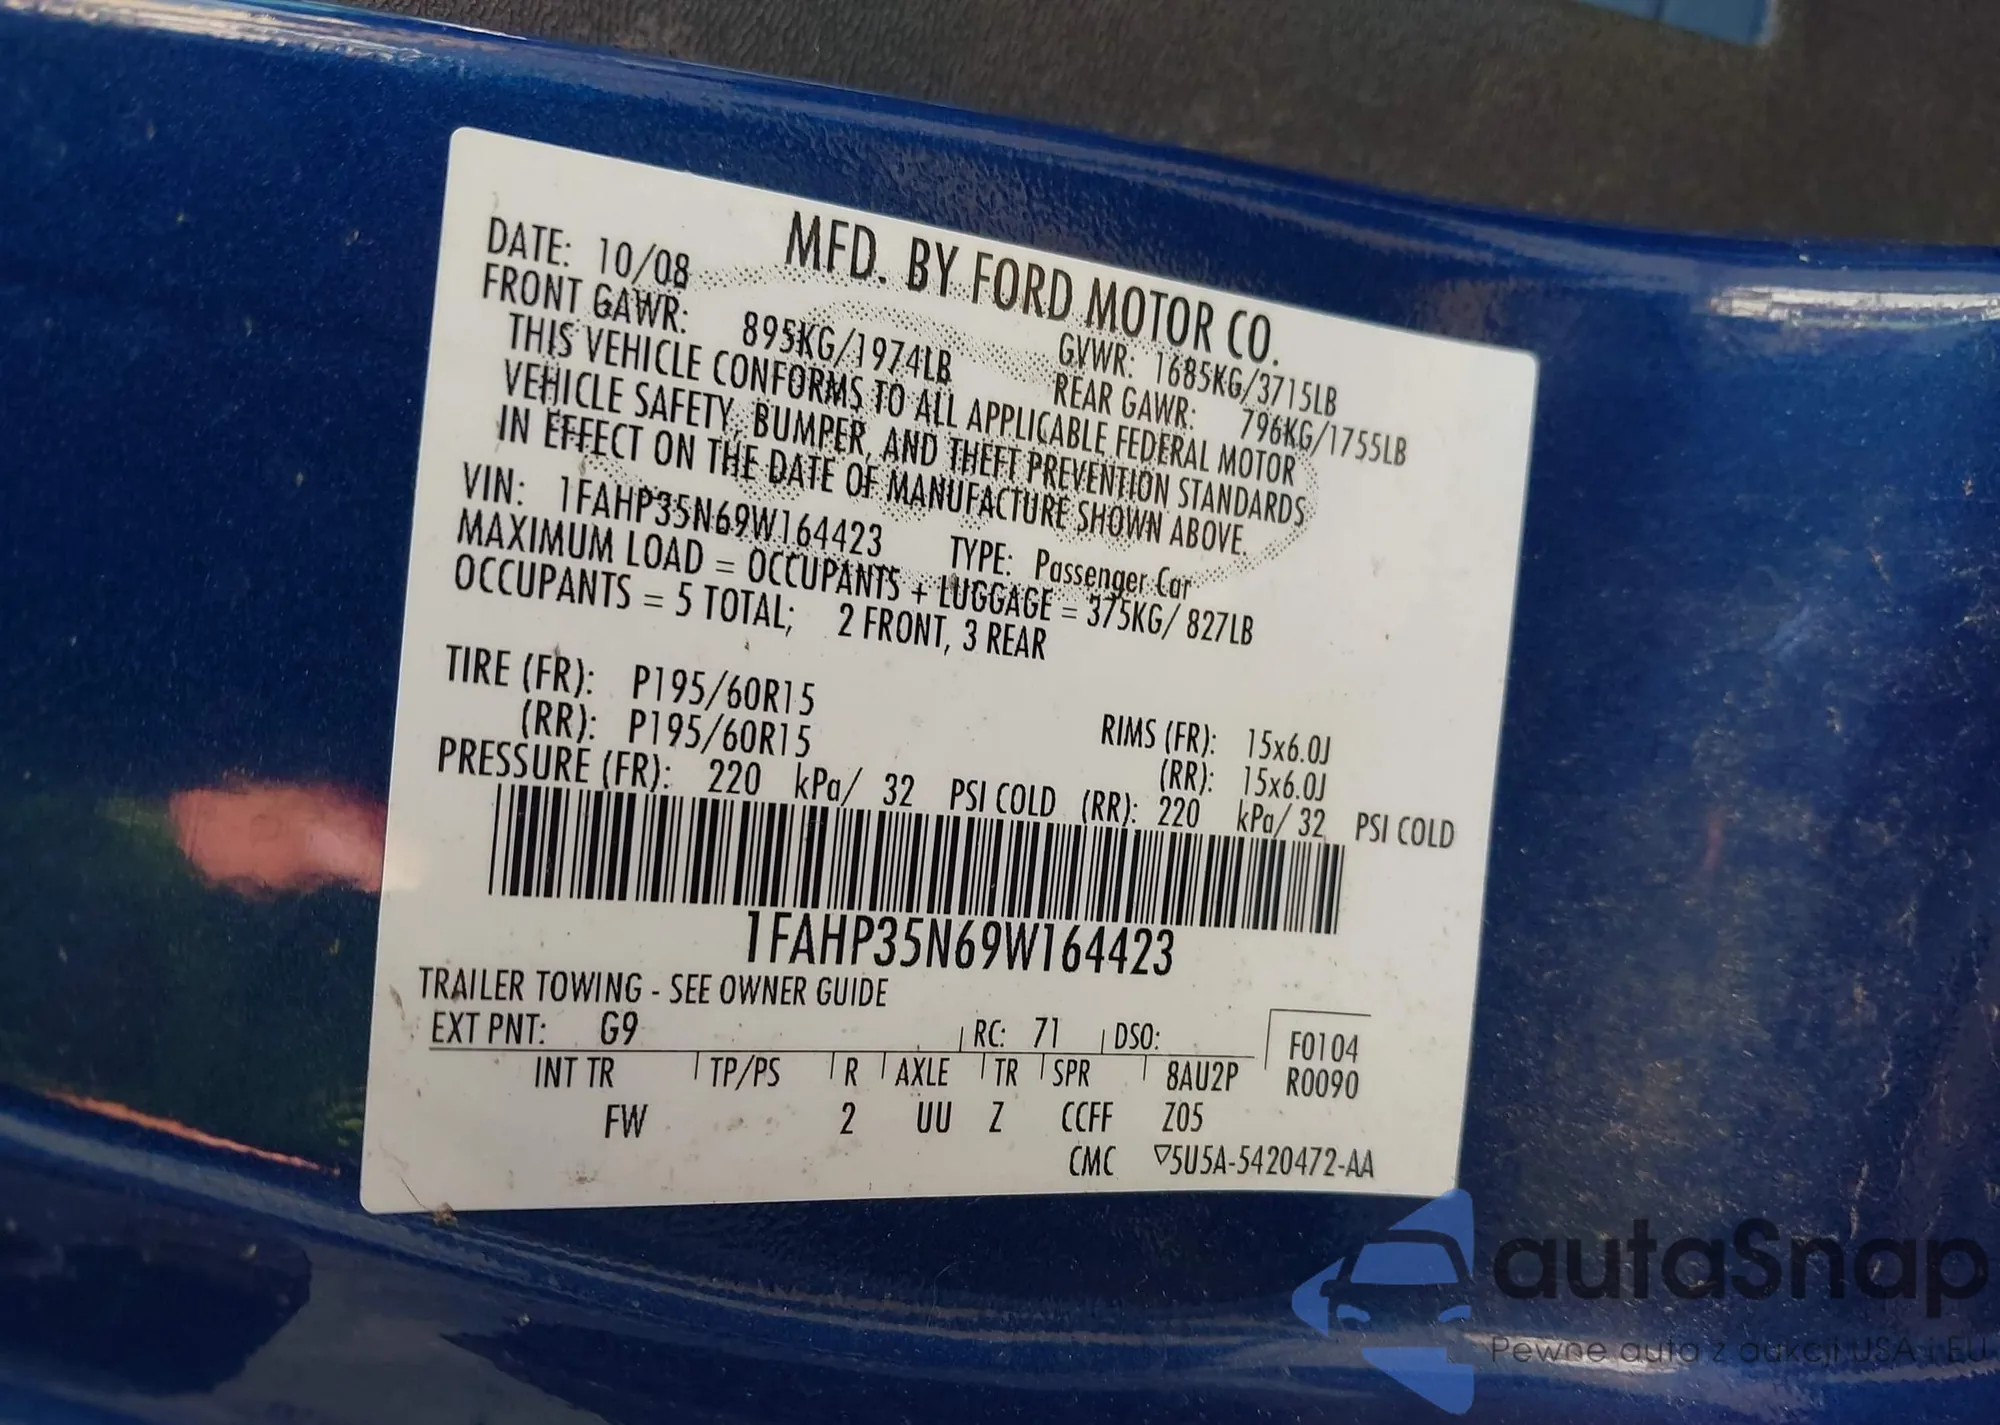 MFD. BY FORD MOTOR CO.
DATE: 10/08 GVWR: 1685KG/3715LB
FRONT GAWR: 895KG/1974LB REAR GAWR: 796KG/1755LB
THIS VEHICLE CONFORMS TO ALL APPLICABLE FEDERAL MOTOR
VEHICLE SAFETY, BUMPER, AND THEFT PREVENTION STANDARDS
IN EFFECT ON THE DATE OF MANUFACTURE SHOWN ABOVE.
VIN: 1FAHP35N69W164423 TYPE: Passenger Car
MAXIMUM LOAD = OCCUPANTS + LUGGAGE = 375KG/ 827LB
OCCUPANTS = 5 TOTAL; 2 FRONT, 3 REAR
TIRE (FR): P195/60R15 RIMS (FR): 15x6.0J
(RR): P195/60R15 (RR): 15x6.0J
PRESSURE (FR): 220 kPa/ 32 PSI COLD (RR): 220 kPa/ 32 PSI COLD
1FAHP35N69W164423
TRAILER TOWING - SEE OWNER GUIDE
EXT PNT: G9 RC: 71 DSO: F0104
INT TR TP/PS R AXLE TR SPR 8AU2P R0090
FW 2 UU Z CCFF Z05
CMC ▽5U5A-5420472-AA
autaSnap
Pewne auta z aukcji USA i EU